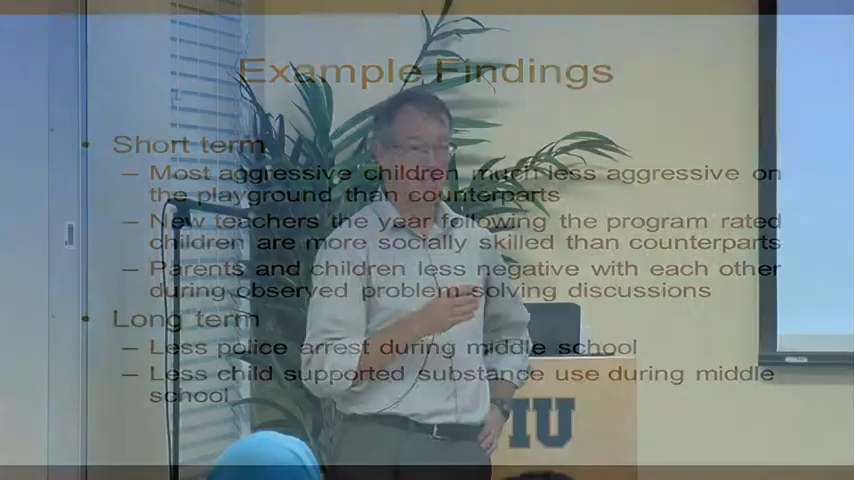 Example Findings
• Short term
– Most aggressive children much less aggressive on
the playground than counterparts
– New teachers the year following the program rated
children are more socially skilled than counterparts
– Parents and children less negative with each other
during observed problem solving discussions
• Long term
– Less police arrest during middle school
– Less child supported substance use during middle
school
IU